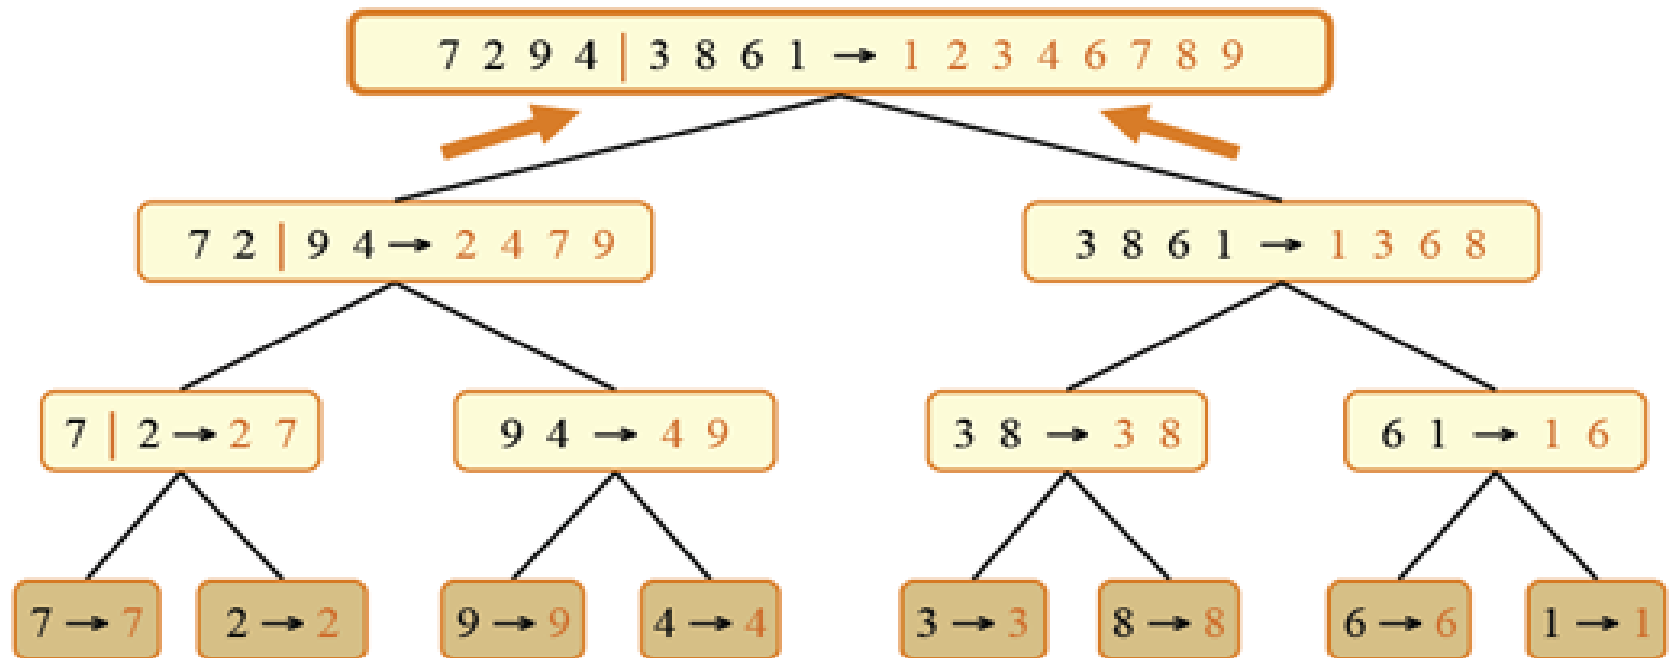 7 2 9 4 | 3 8 6 1 → 1 2 3 4 6 7 8 9
7 2 | 9 4 → 2 4 7 9
3 8 6 1 → 1 3 6 8
7 | 2 → 2 7
9 4 → 4 9
3 8 → 3 8
6 1 → 1 6
7 → 7
2 → 2
9 → 9
4 → 4
3 → 3
8 → 8
6 → 6
1 → 1